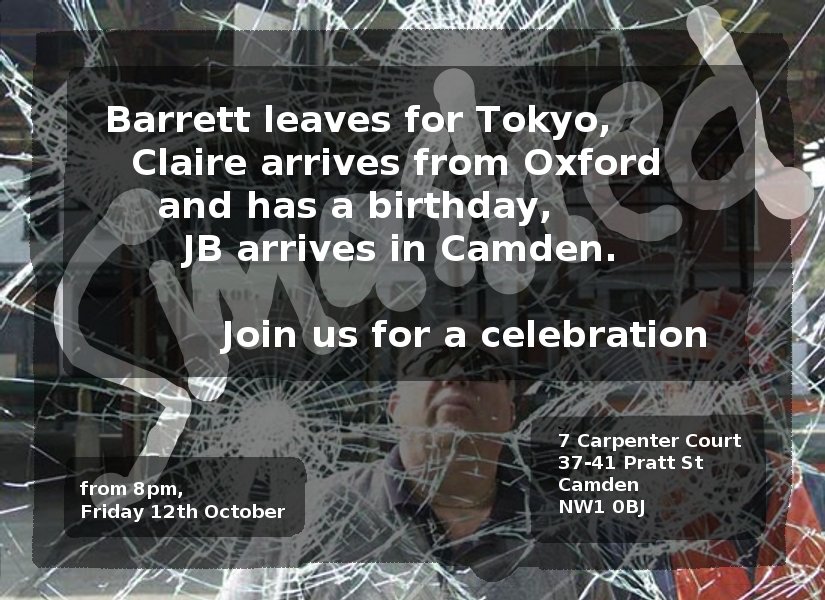 Barrett leaves for Tokyo,
Claire arrives from Oxford
and has a birthday,
JB arrives in Camden.
Smashed
Join us for a celebration
7 Carpenter Court
37-41 Pratt St
Camden
NW1 0BJ
from 8pm,
Friday 12th October